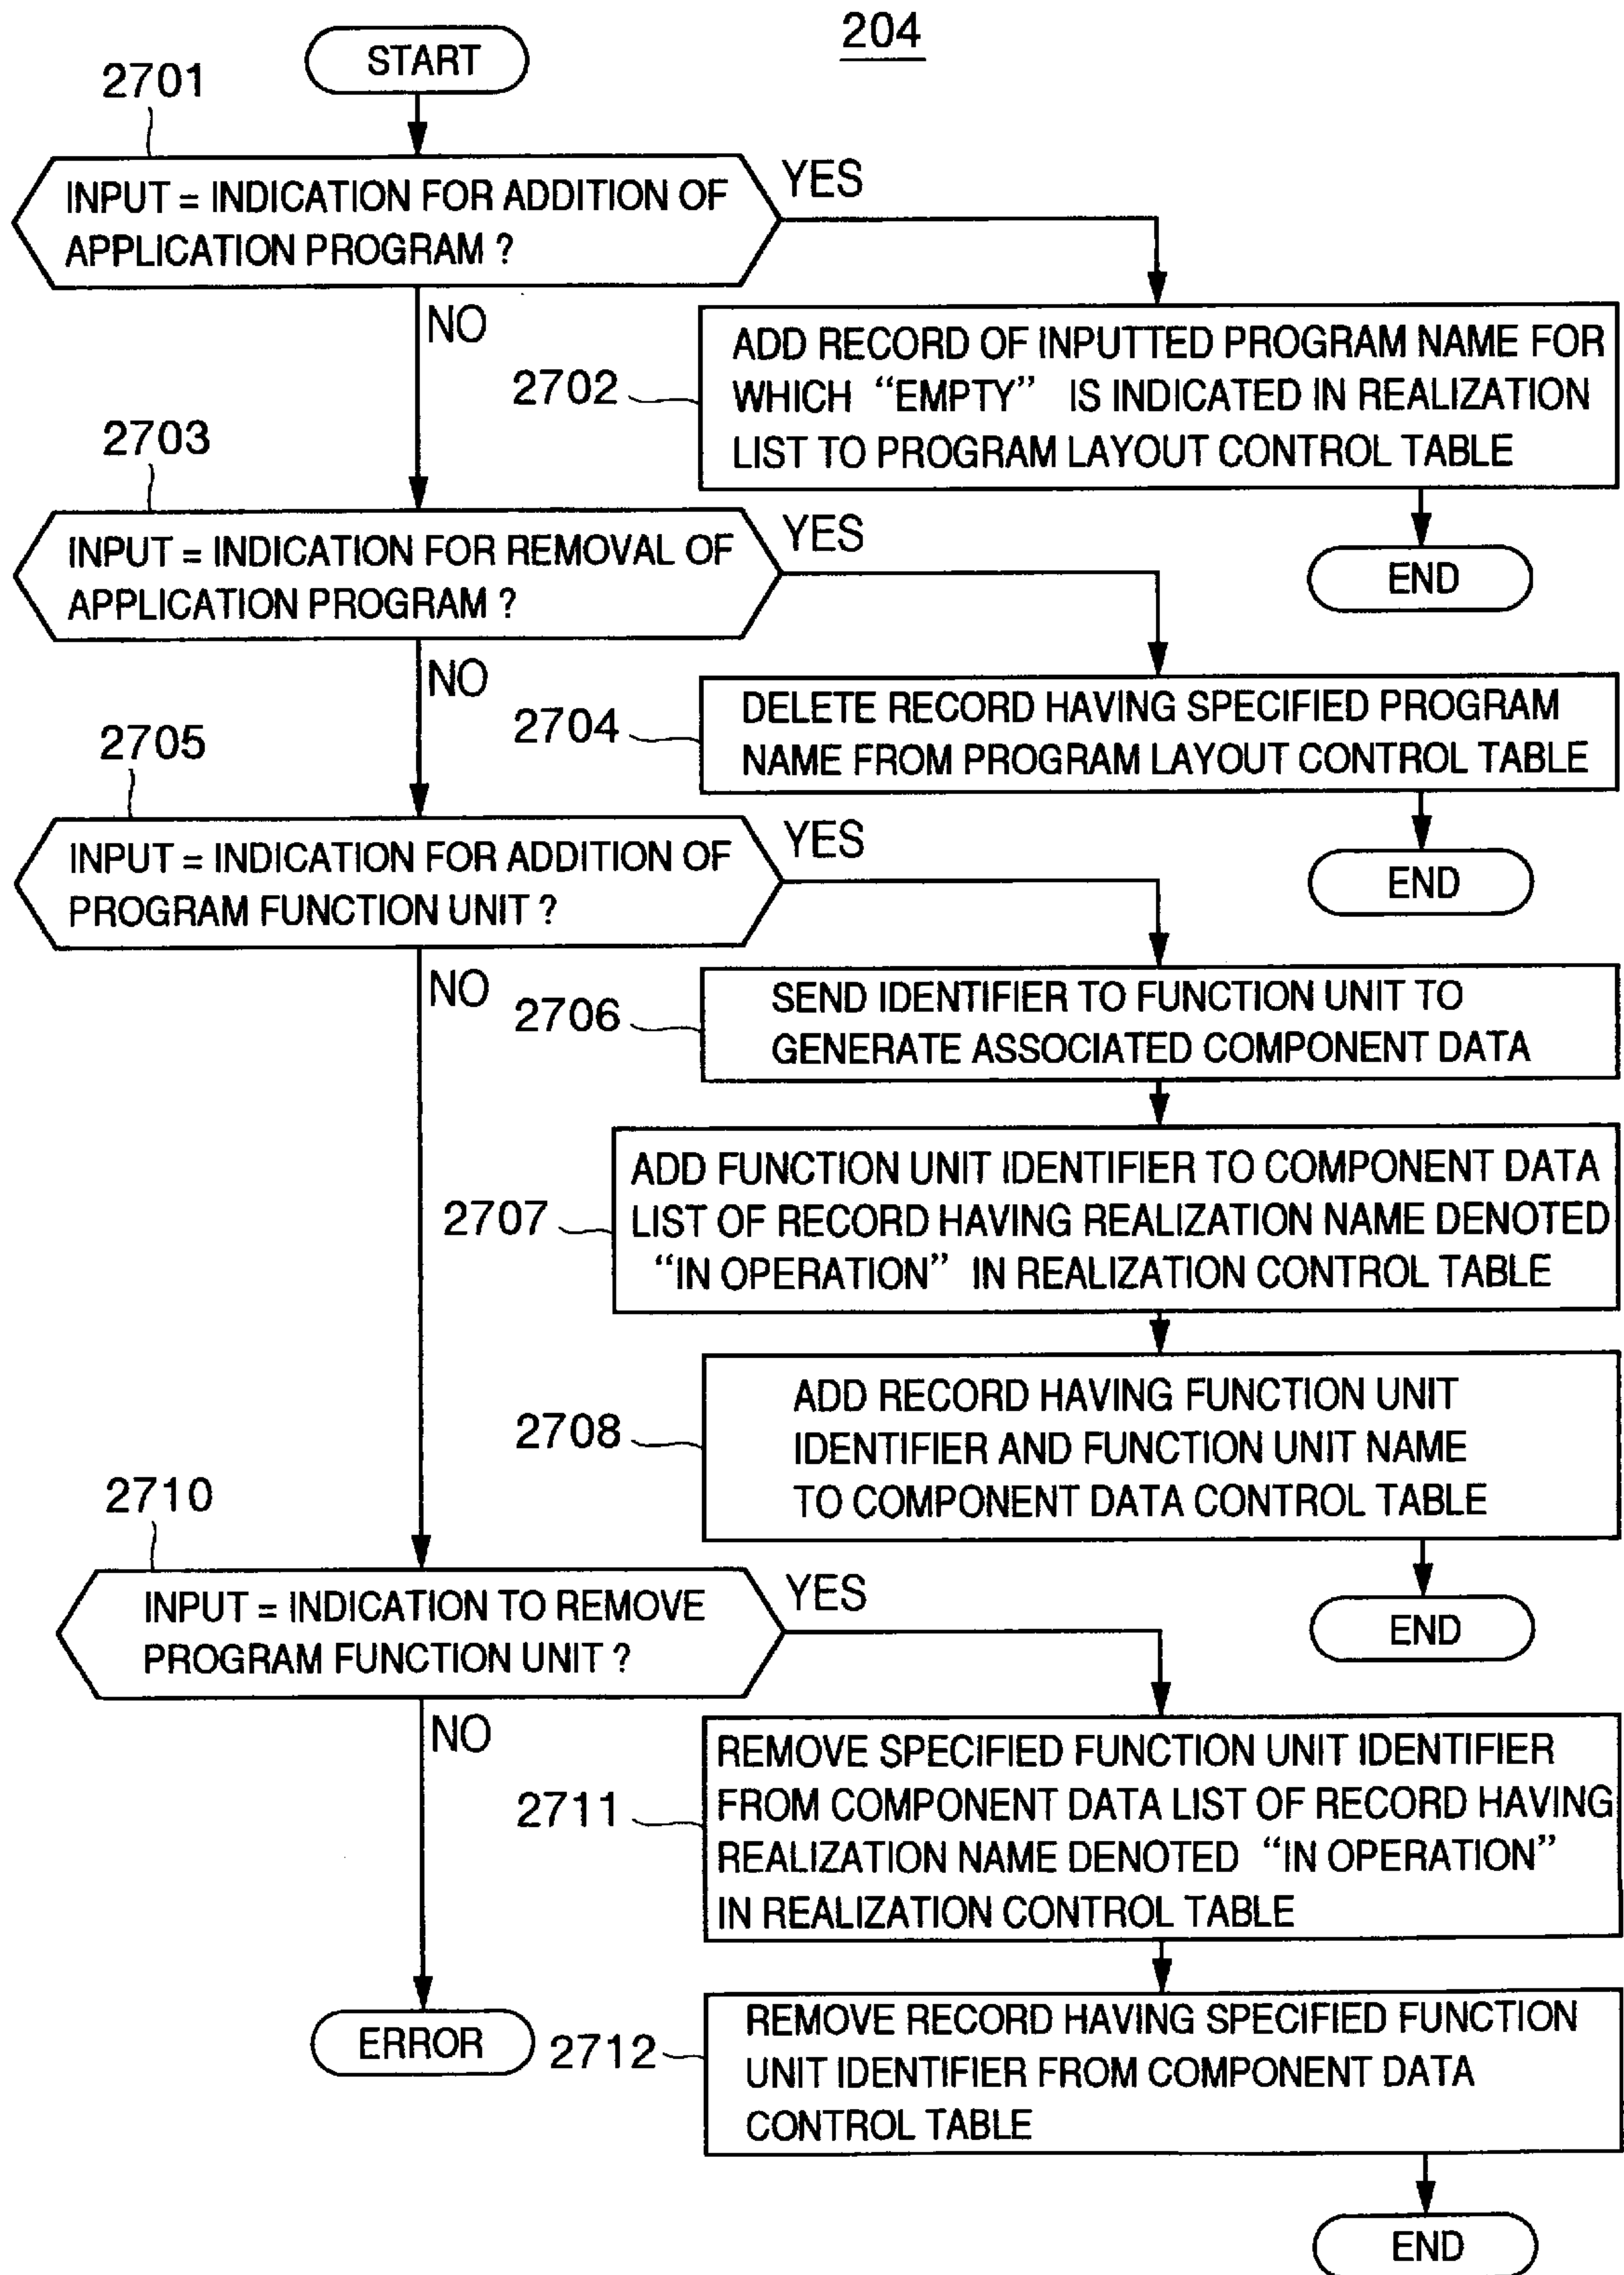 204
START
2701
INPUT = INDICATION FOR ADDITION OF
APPLICATION PROGRAM ?
YES
NO
2702
ADD RECORD OF INPUTTED PROGRAM NAME FOR
WHICH “EMPTY” IS INDICATED IN REALIZATION
LIST TO PROGRAM LAYOUT CONTROL TABLE
END
2703
INPUT = INDICATION FOR REMOVAL OF
APPLICATION PROGRAM ?
YES
NO
2704
DELETE RECORD HAVING SPECIFIED PROGRAM
NAME FROM PROGRAM LAYOUT CONTROL TABLE
END
2705
INPUT = INDICATION FOR ADDITION OF
PROGRAM FUNCTION UNIT ?
YES
NO
2706
SEND IDENTIFIER TO FUNCTION UNIT TO
GENERATE ASSOCIATED COMPONENT DATA
2707
ADD FUNCTION UNIT IDENTIFIER TO COMPONENT DATA
LIST OF RECORD HAVING REALIZATION NAME DENOTED
“IN OPERATION” IN REALIZATION CONTROL TABLE
2708
ADD RECORD HAVING FUNCTION UNIT
IDENTIFIER AND FUNCTION UNIT NAME
TO COMPONENT DATA CONTROL TABLE
END
2710
INPUT = INDICATION TO REMOVE
PROGRAM FUNCTION UNIT ?
YES
NO
2711
REMOVE SPECIFIED FUNCTION UNIT IDENTIFIER
FROM COMPONENT DATA LIST OF RECORD HAVING
REALIZATION NAME DENOTED “IN OPERATION”
IN REALIZATION CONTROL TABLE
ERROR
2712
REMOVE RECORD HAVING SPECIFIED FUNCTION
UNIT IDENTIFIER FROM COMPONENT DATA
CONTROL TABLE
END